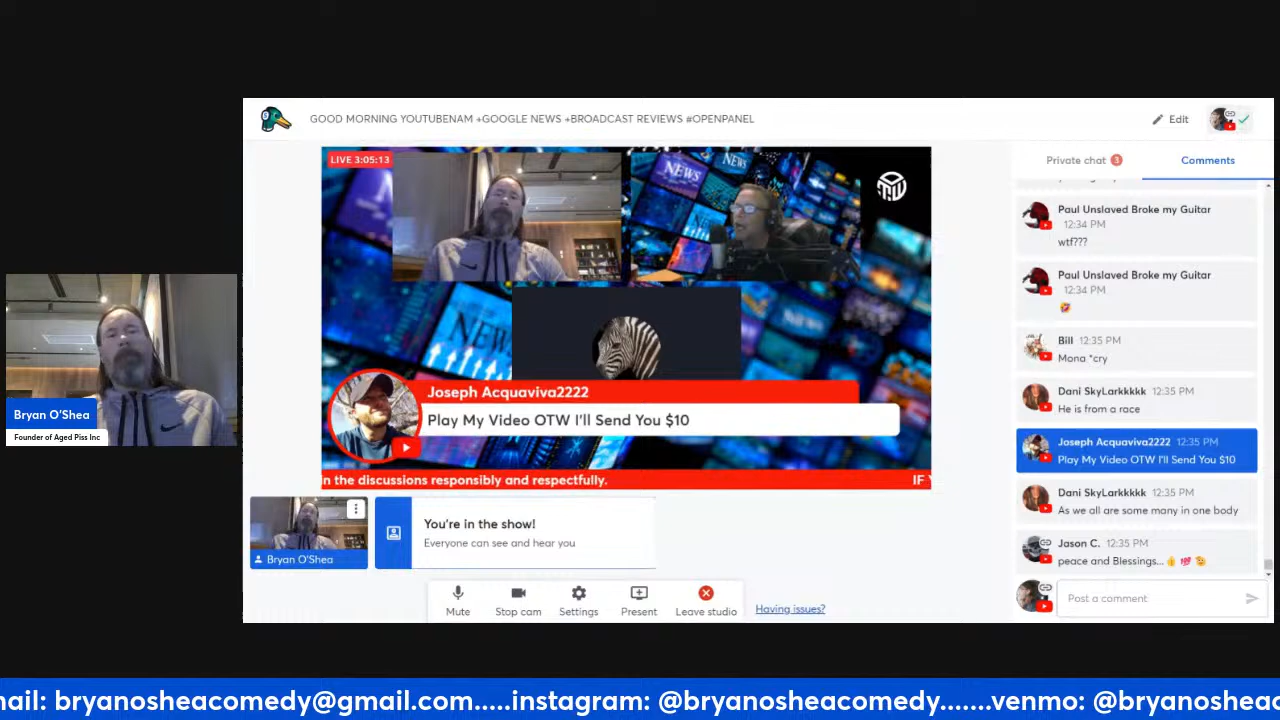 GOOD MORNING YOUTUBENAM +GOOGLE NEWS +BROADCAST REVIEWS #OPENPANEL
Edit
Private chat 3
Comments
LIVE 3:05:13
NEWS
NEWS
NEWS
Joseph Acquaviva2222
Play My Video OTW I'll Send You $10
n the discussions responsibly and respectfully.
IF
Paul Unslaved Broke my Guitar
12:34 PM
wtf???
Paul Unslaved Broke my Guitar
12:34 PM
Bill 12:35 PM
Mona *cry
Dani SkyLarkkkkk 12:35 PM
He is from a race
Joseph Acquaviva2222 12:35 PM
Play My Video OTW I'll Send You $10
Dani SkyLarkkkkk 12:35 PM
As we all are some many in one body
Jason C. 12:35 PM
peace and Blessings...👍 💯 🫡
Post a comment
Bryan O'Shea
Founder of Aged Piss Inc
Bryan O'Shea
You're in the show!
Everyone can see and hear you
Mute
Stop cam
Settings
Present
Leave studio
Having issues?
nail: bryanosheacomedy@gmail.com.....instagram: @bryanosheacomedy.......venmo: @bryanosheac